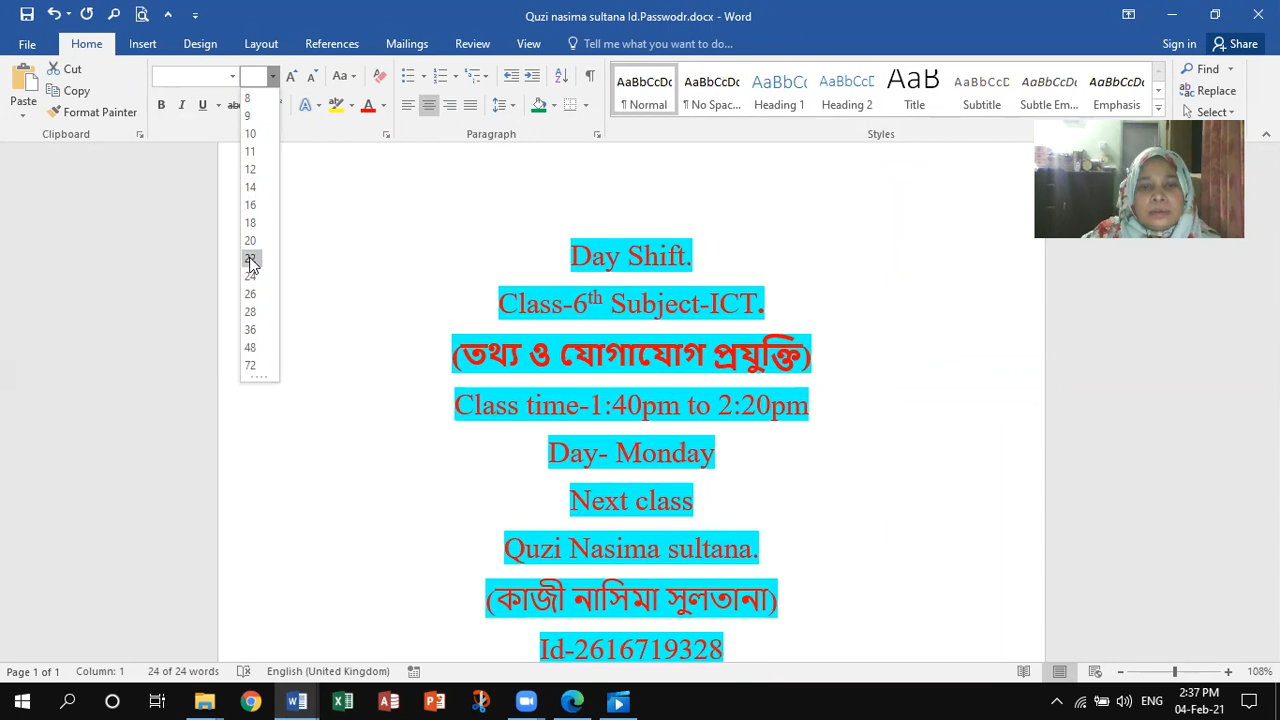 Quzi nasima sultana Id.Passwodr.docx - Word
File Home Insert Design Layout References Mailings Review View Tell me what you want to do... Sign in Share
Paste
Cut
Copy
Format Painter
Clipboard
Paragraph
AaBbCcDc ¶ Normal
AaBbCcDc ¶ No Spac...
AaBbCc Heading 1
AaBbCcC Heading 2
AaB Title
AaBbCcC Subtitle
AaBbCcDc Subtle Em...
AaBbCcDc Emphasis
Styles
Find
Replace
Select
8
9
10
11
12
14
16
18
20
22
24
26
28
36
48
72
Day Shift.
Class-6th Subject-ICT.
(তথ্য ও যোগাযোগ প্রযুক্তি)
Class time-1:40pm to 2:20pm
Day- Monday
Next class
Quzi Nasima sultana.
(কাজী নাসিমা সুলতানা)
Id-2616719328
Page 1 of 1 Column: 1 24 of 24 words English (United Kingdom) 108%
ENG 2:37 PM
04-Feb-21